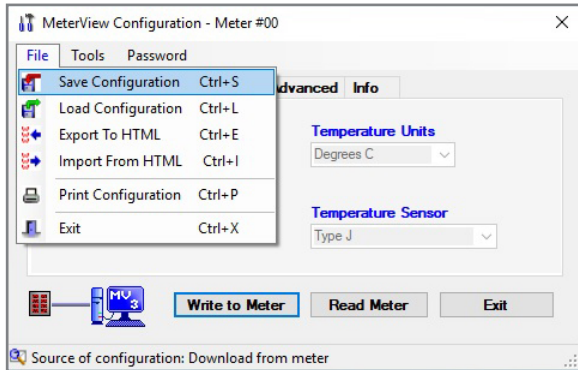 MeterView Configuration - Meter #00
File Tools Password
Save Configuration Ctrl+S
Load Configuration Ctrl+L
Export To HTML Ctrl+E
Import From HTML Ctrl+I
Print Configuration Ctrl+P
Exit Ctrl+X
dvanced Info
Temperature Units
Degrees C
Temperature Sensor
Type J
MV3
Write to Meter Read Meter Exit
Source of configuration: Download from meter